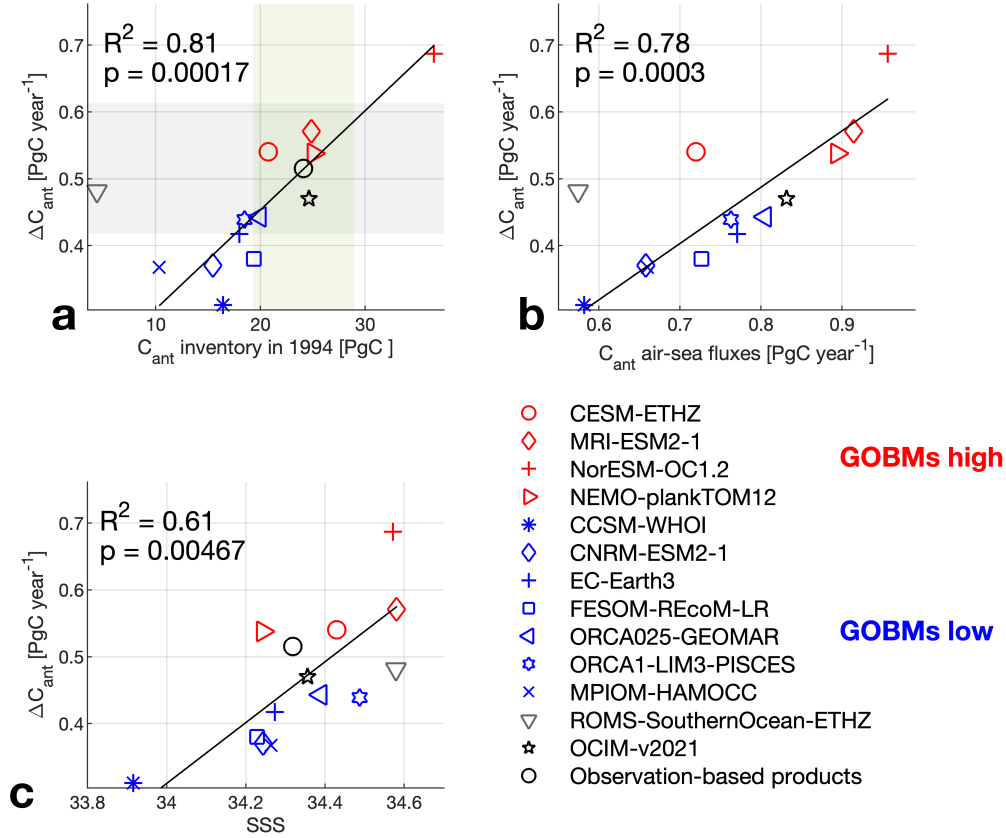 R² = 0.81
p = 0.00017
0.7
0.6
0.5
0.4
ΔC_ant [PgC year⁻¹]
10
20
30
C_ant inventory in 1994 [PgC ]
a
R² = 0.78
p = 0.0003
0.7
0.6
0.5
0.4
ΔC_ant [PgC year⁻¹]
0.6
0.7
0.8
0.9
C_ant air-sea fluxes [PgC year⁻¹]
b
R² = 0.61
p = 0.00467
0.7
0.6
0.5
0.4
ΔC_ant [PgC year⁻¹]
33.8
34
34.2
34.4
34.6
SSS
c
CESM-ETHZ
MRI-ESM2-1
NorESM-OC1.2
NEMO-plankTOM12
CCSM-WHOI
CNRM-ESM2-1
EC-Earth3
FESOM-REcoM-LR
ORCA025-GEOMAR
ORCA1-LIM3-PISCES
MPIOM-HAMOCC
ROMS-SouthernOcean-ETHZ
OCIM-v2021
Observation-based products
GOBMs high
GOBMs low